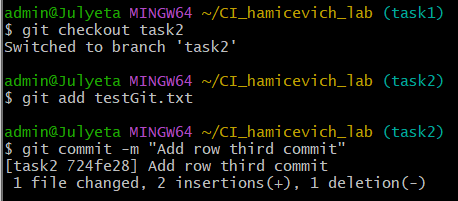 admin@Julyeta MINGW64 ~/CI_hamicevich_lab (task1)
$ git checkout task2
Switched to branch 'task2'
admin@Julyeta MINGW64 ~/CI_hamicevich_lab (task2)
$ git add testGit.txt
admin@Julyeta MINGW64 ~/CI_hamicevich_lab (task2)
$ git commit -m "Add row third commit"
[task2 724fe28] Add row third commit
 1 file changed, 2 insertions(+), 1 deletion(-)